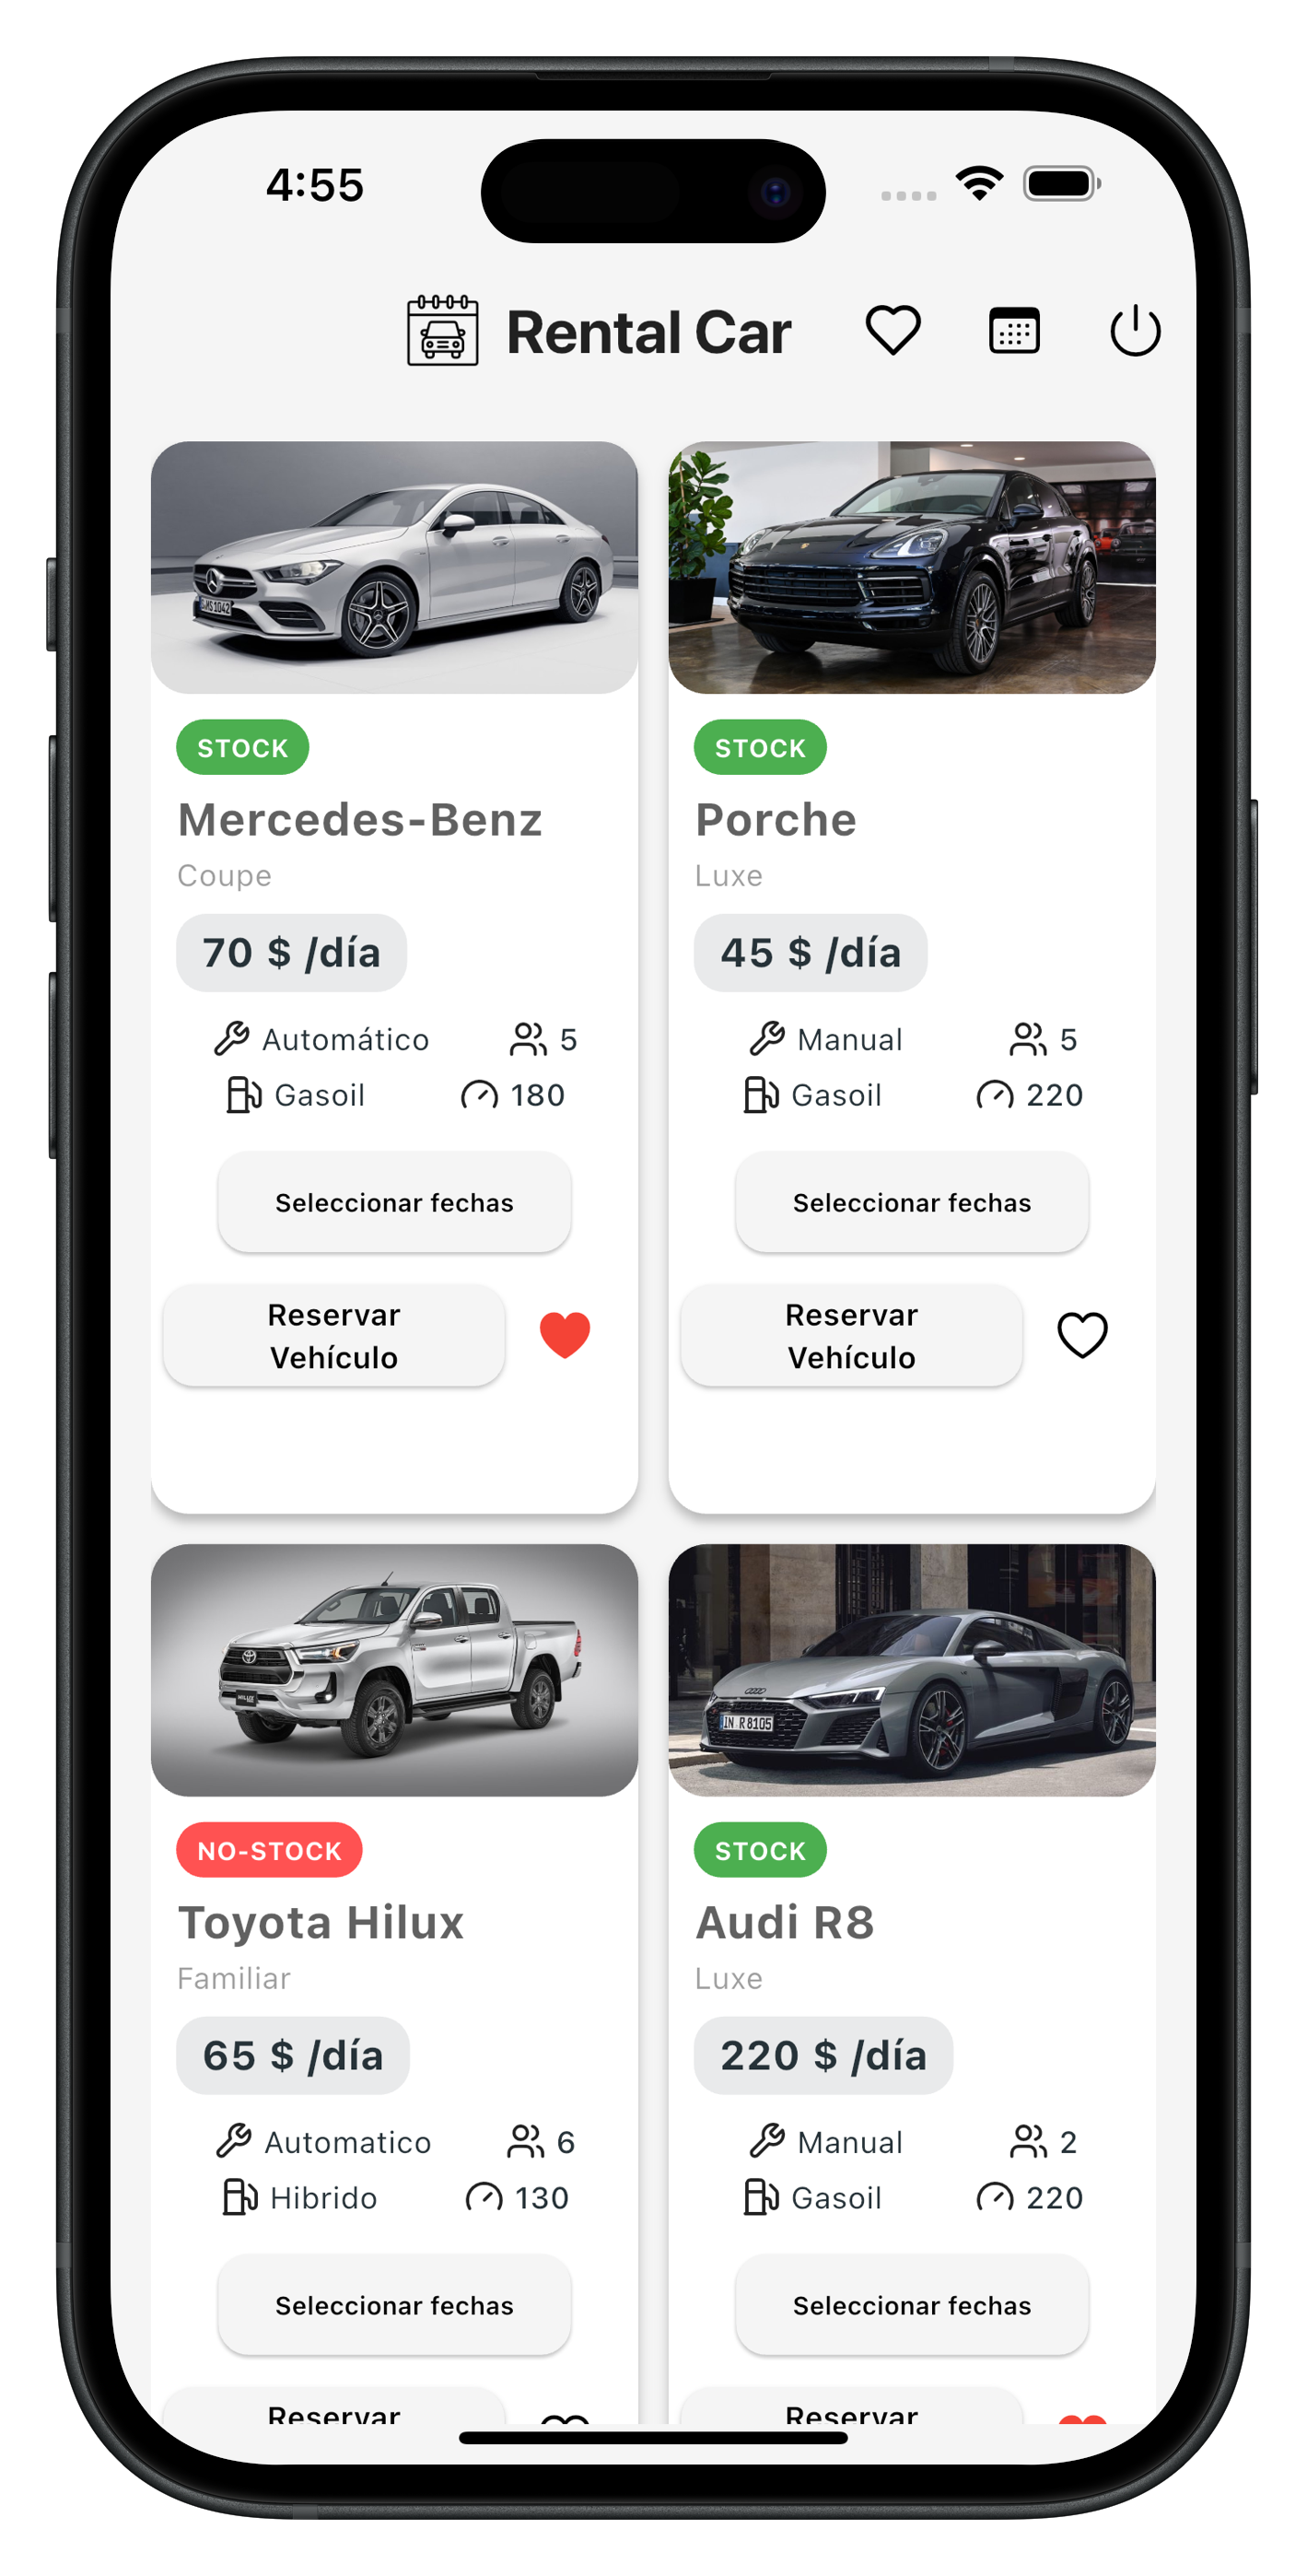 4:55
Rental Car
STOCK
Mercedes-Benz
Coupe
70 $ /día
Automático 5
Gasoil 180
Seleccionar fechas
Reservar
Vehículo
STOCK
Porche
Luxe
45 $ /día
Manual 5
Gasoil 220
Seleccionar fechas
Reservar
Vehículo
NO-STOCK
Toyota Hilux
Familiar
65 $ /día
Automatico 6
Hibrido 130
Seleccionar fechas
Reservar
IN R 8105
STOCK
Audi R8
Luxe
220 $ /día
Manual 2
Gasoil 220
Seleccionar fechas
Reservar